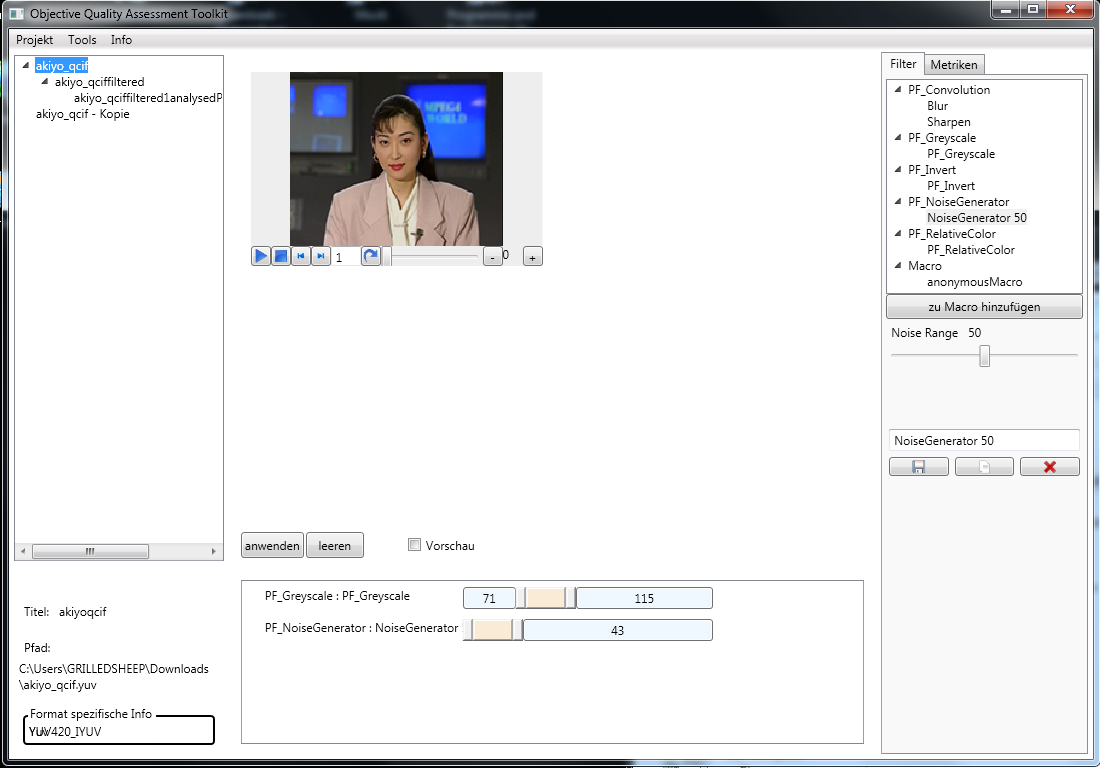 Objective Quality Assessment Toolkit
Projekt Tools Info
akiyo_qcif
akiyo_qciffiltered
akiyo_qciffiltered1analysedP
akiyo_qcif - Kopie
MPEG4
WORLD
1
0
-
+
Filter Metriken
PF_Convolution
Blur
Sharpen
PF_Greyscale
PF_Greyscale
PF_Invert
PF_Invert
PF_NoiseGenerator
NoiseGenerator 50
PF_RelativeColor
PF_RelativeColor
Macro
anonymousMacro
zu Macro hinzufügen
Noise Range 50
NoiseGenerator 50
anwenden leeren Vorschau
PF_Greyscale : PF_Greyscale 71 115
PF_NoiseGenerator : NoiseGenerator 43
Titel: akiyoqcif
Pfad:
C:\Users\GRILLEDSHEEP\Downloads
\akiyo_qcif.yuv
Format spezifische Info
YUV420_IYUV